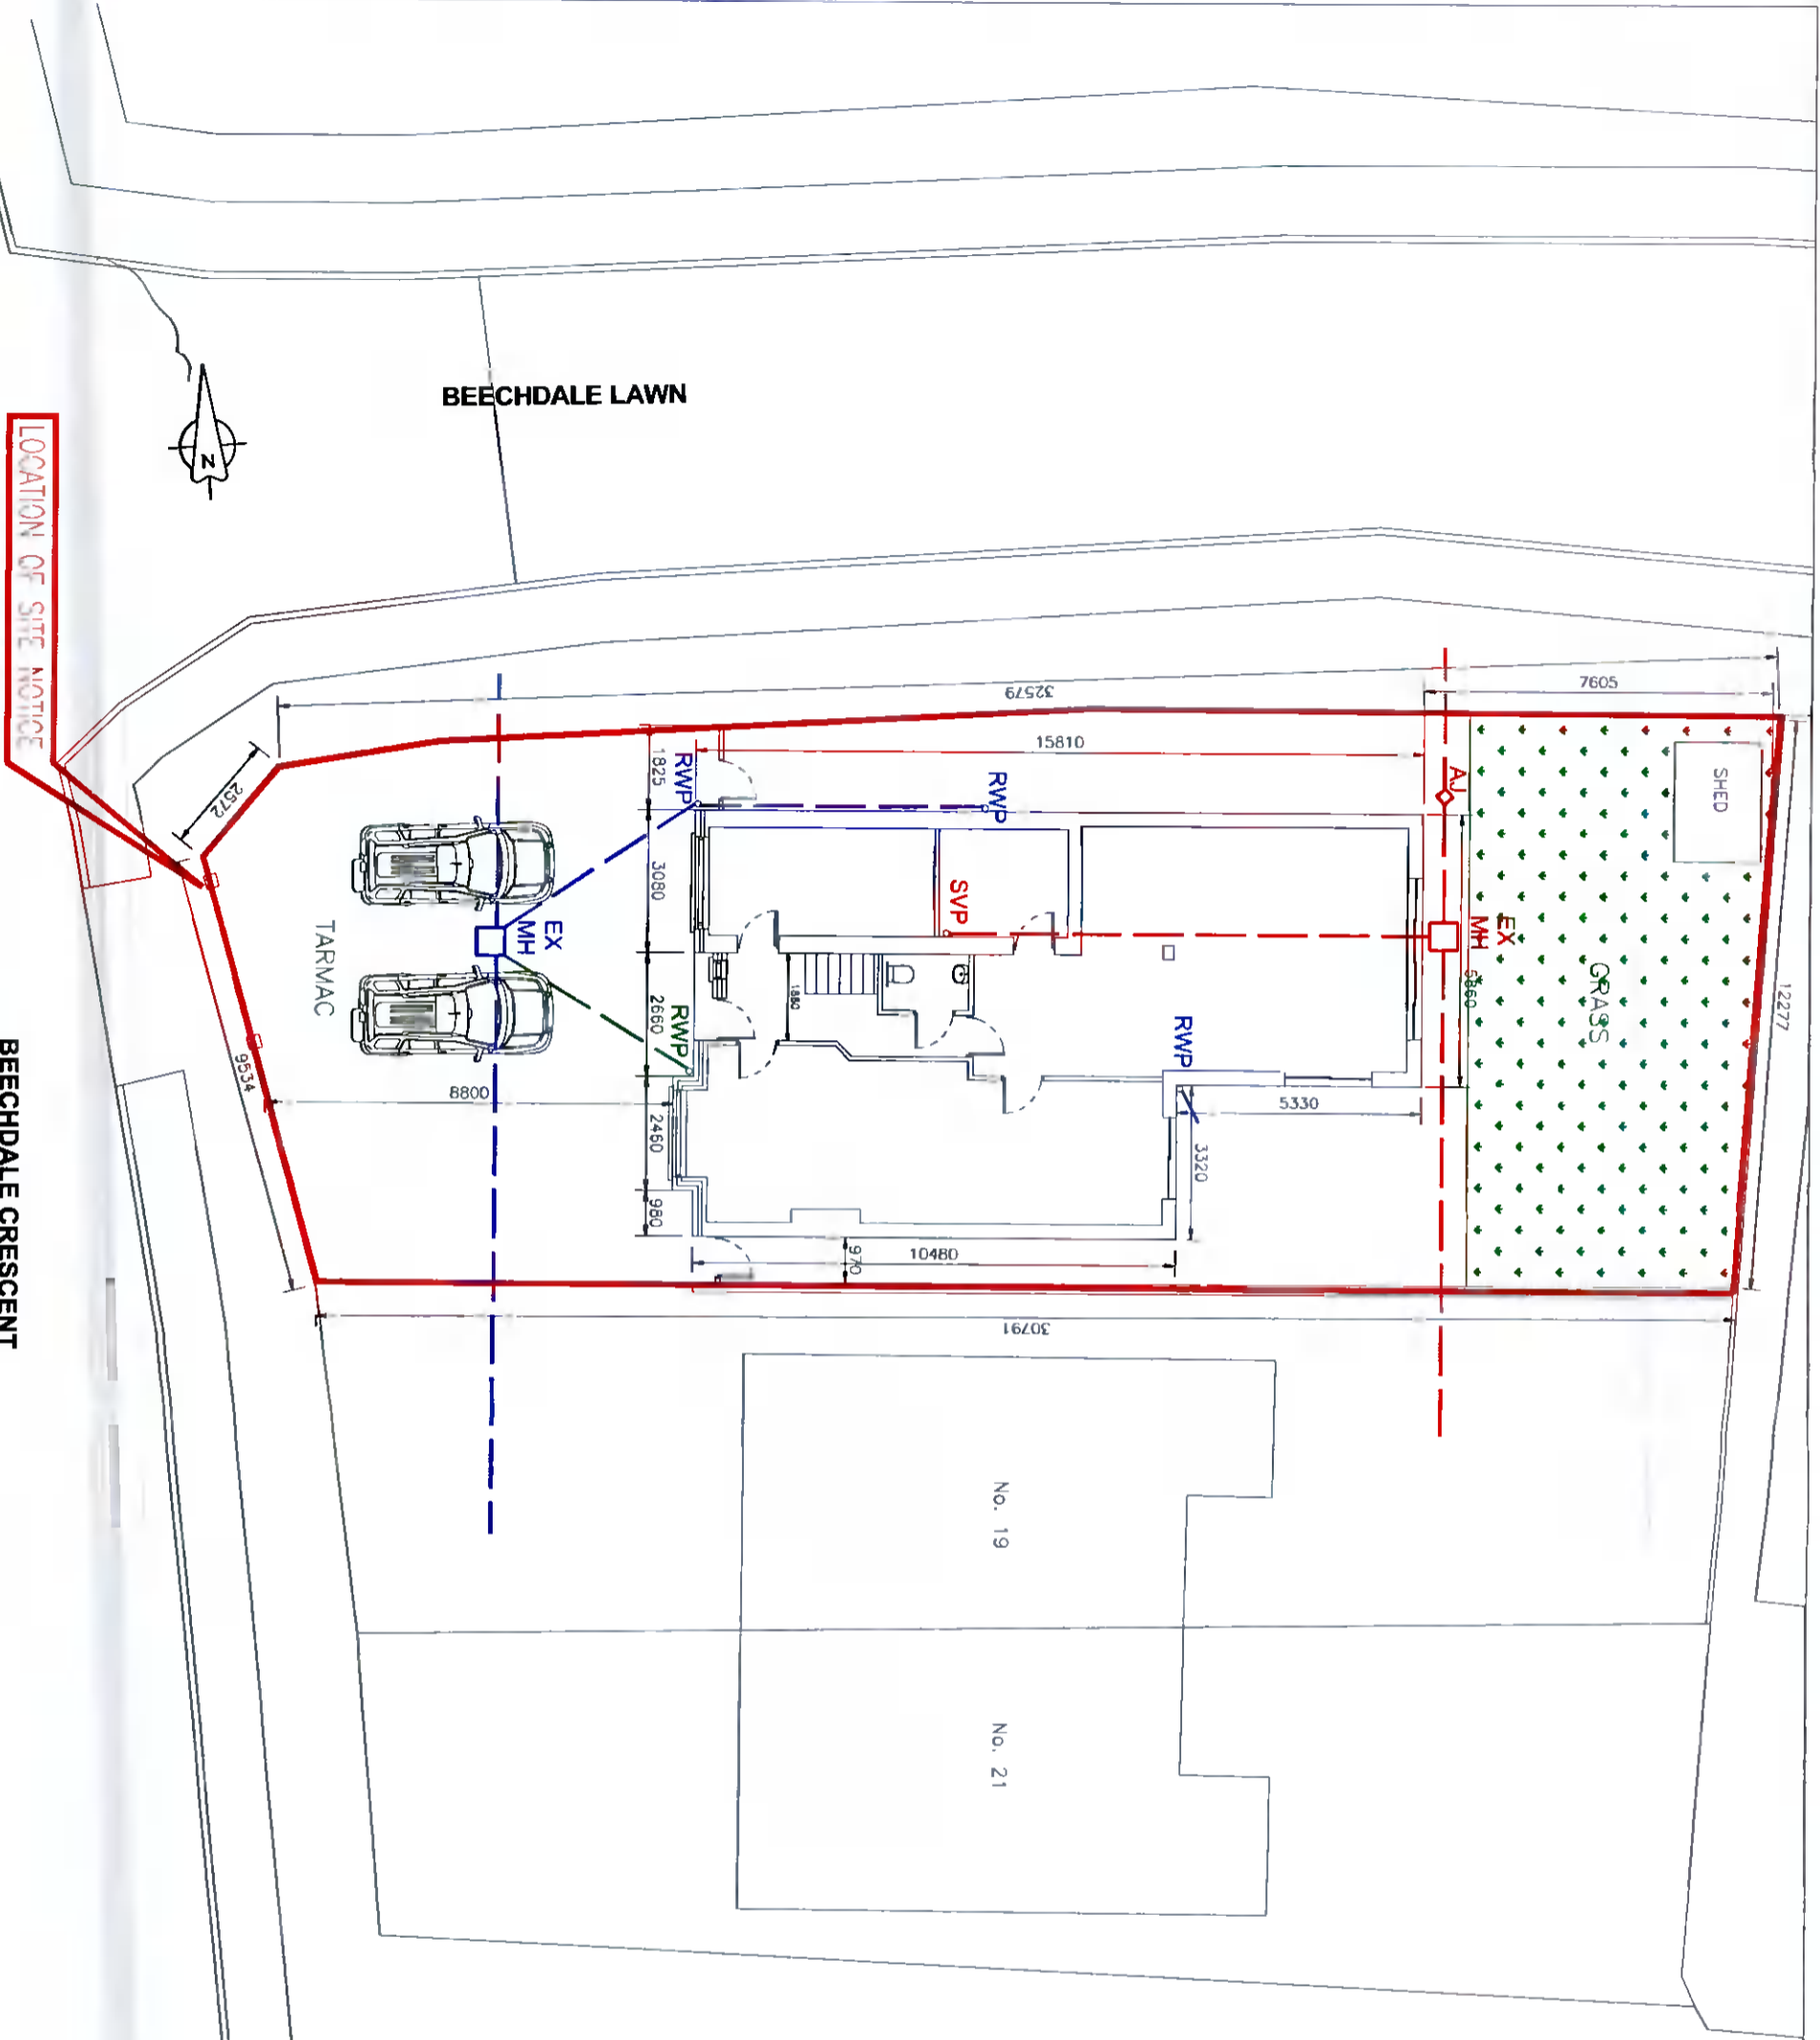 BEECHDALE LAWN
N
LOCATION OF SITE NOTICE
BEECHDALE CRESCENT
32579
7605
15810
1825
RWP
RWP
AJ
SHED
2572
3080
SVP
EX
MH
EX
MH
5860
GRASS
12277
TARMAC
2660
RWP
1880
RWP
9534
8800
2460
5330
3320
980
970
10480
30791
No. 19
No. 21